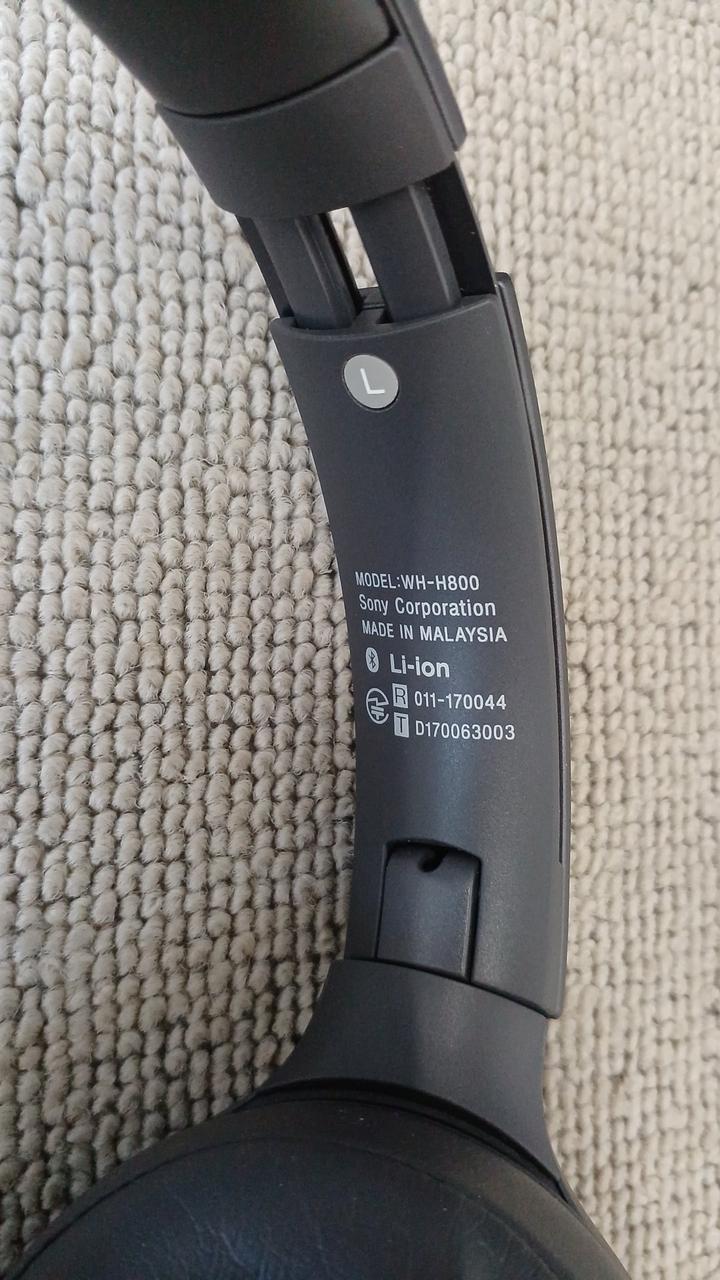 L
MODEL:WH-H800
Sony Corporation
MADE IN MALAYSIA
Li-ion
R 011-170044
T D170063003